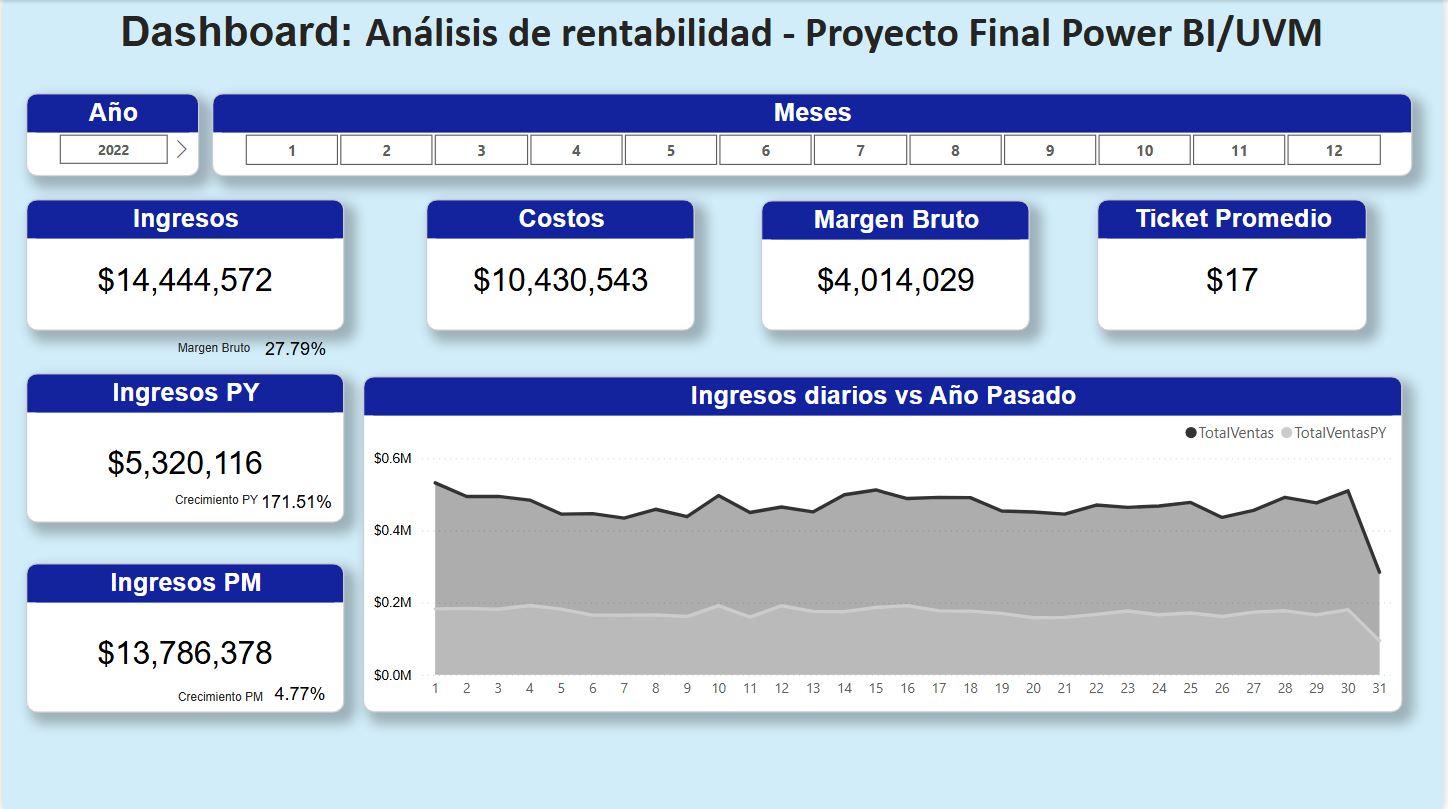 Dashboard: Análisis de rentabilidad - Proyecto Final Power BI/UVM
Año
2022
Meses
1 2 3 4 5 6 7 8 9 10 11 12
Ingresos
$14,444,572
Margen Bruto 27.79%
Costos
$10,430,543
Margen Bruto
$4,014,029
Ticket Promedio
$17
Ingresos PY
$5,320,116
Crecimiento PY 171.51%
Ingresos PM
$13,786,378
Crecimiento PM 4.77%
Ingresos diarios vs Año Pasado
TotalVentas TotalVentasPY
$0.6M
$0.4M
$0.2M
$0.0M
1 2 3 4 5 6 7 8 9 10 11 12 13 14 15 16 17 18 19 20 21 22 23 24 25 26 27 28 29 30 31